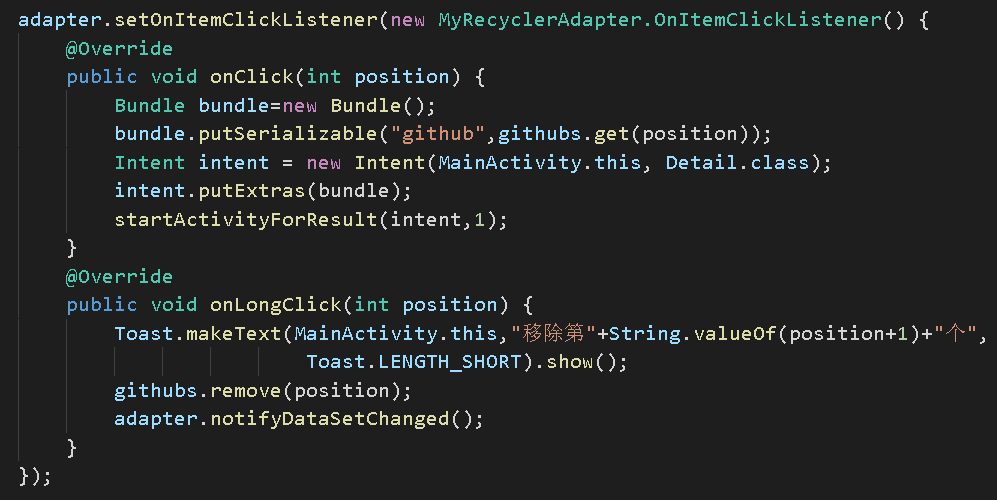 adapter.setOnItemClickListener(new MyRecyclerAdapter.OnItemClickListener() {
    @Override
    public void onClick(int position) {
        Bundle bundle=new Bundle();
        bundle.putSerializable("github",githubs.get(position));
        Intent intent = new Intent(MainActivity.this, Detail.class);
        intent.putExtras(bundle);
        startActivityForResult(intent,1);
    }
    @Override
    public void onLongClick(int position) {
        Toast.makeText(MainActivity.this,"移除第"+String.valueOf(position+1)+"个",
                        Toast.LENGTH_SHORT).show();
        githubs.remove(position);
        adapter.notifyDataSetChanged();
    }
});